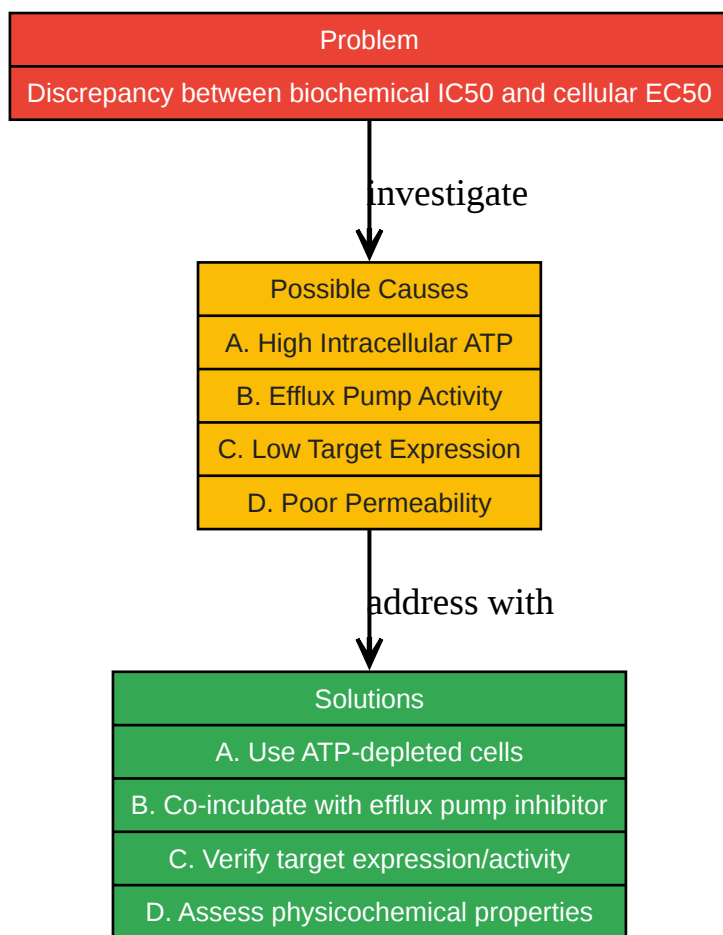 Problem
Discrepancy between biochemical IC50 and cellular EC50
investigate
Possible Causes
A. High Intracellular ATP
B. Efflux Pump Activity
C. Low Target Expression
D. Poor Permeability
address with
Solutions
A. Use ATP-depleted cells
B. Co-incubate with efflux pump inhibitor
C. Verify target expression/activity
D. Assess physicochemical properties